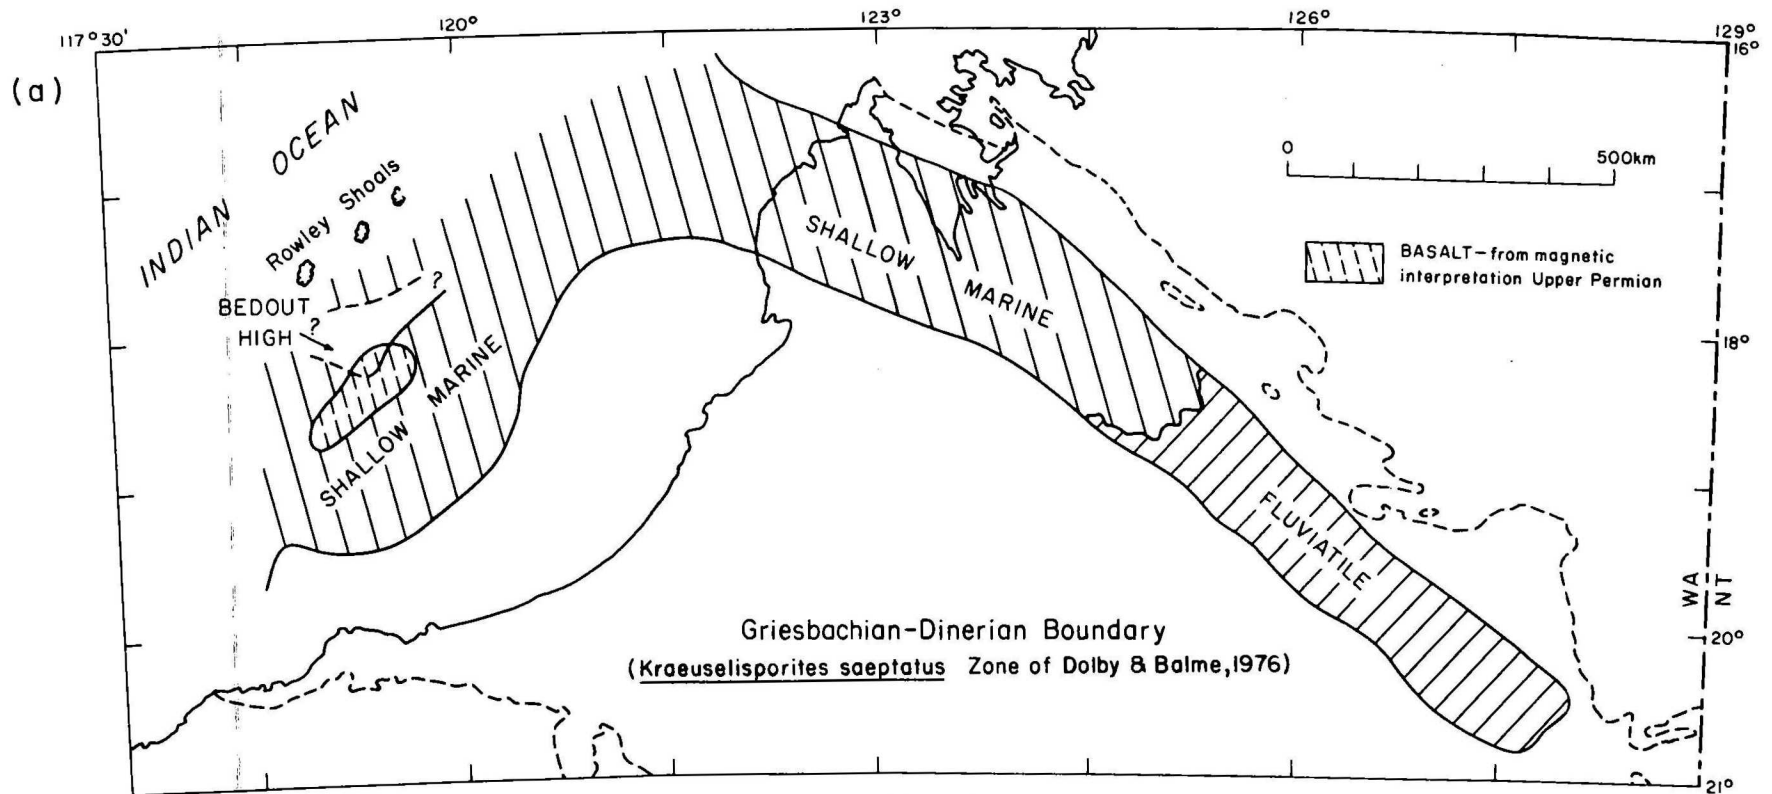 117°30'
120°
123°
126°
129°
16°
(a)
INDIAN OCEAN
Rowley Shoals
0 500km
SHALLOW MARINE
BASALT—from magnetic
interpretation Upper Permian
?
BEDOUT
HIGH
?
18°
SHALLOW MARINE
FLUVIATILE
WA
NT
Griesbachian-Dinerian Boundary
(Kraeuselisporites saeptatus Zone of Dolby & Balme,1976)
20°
21°